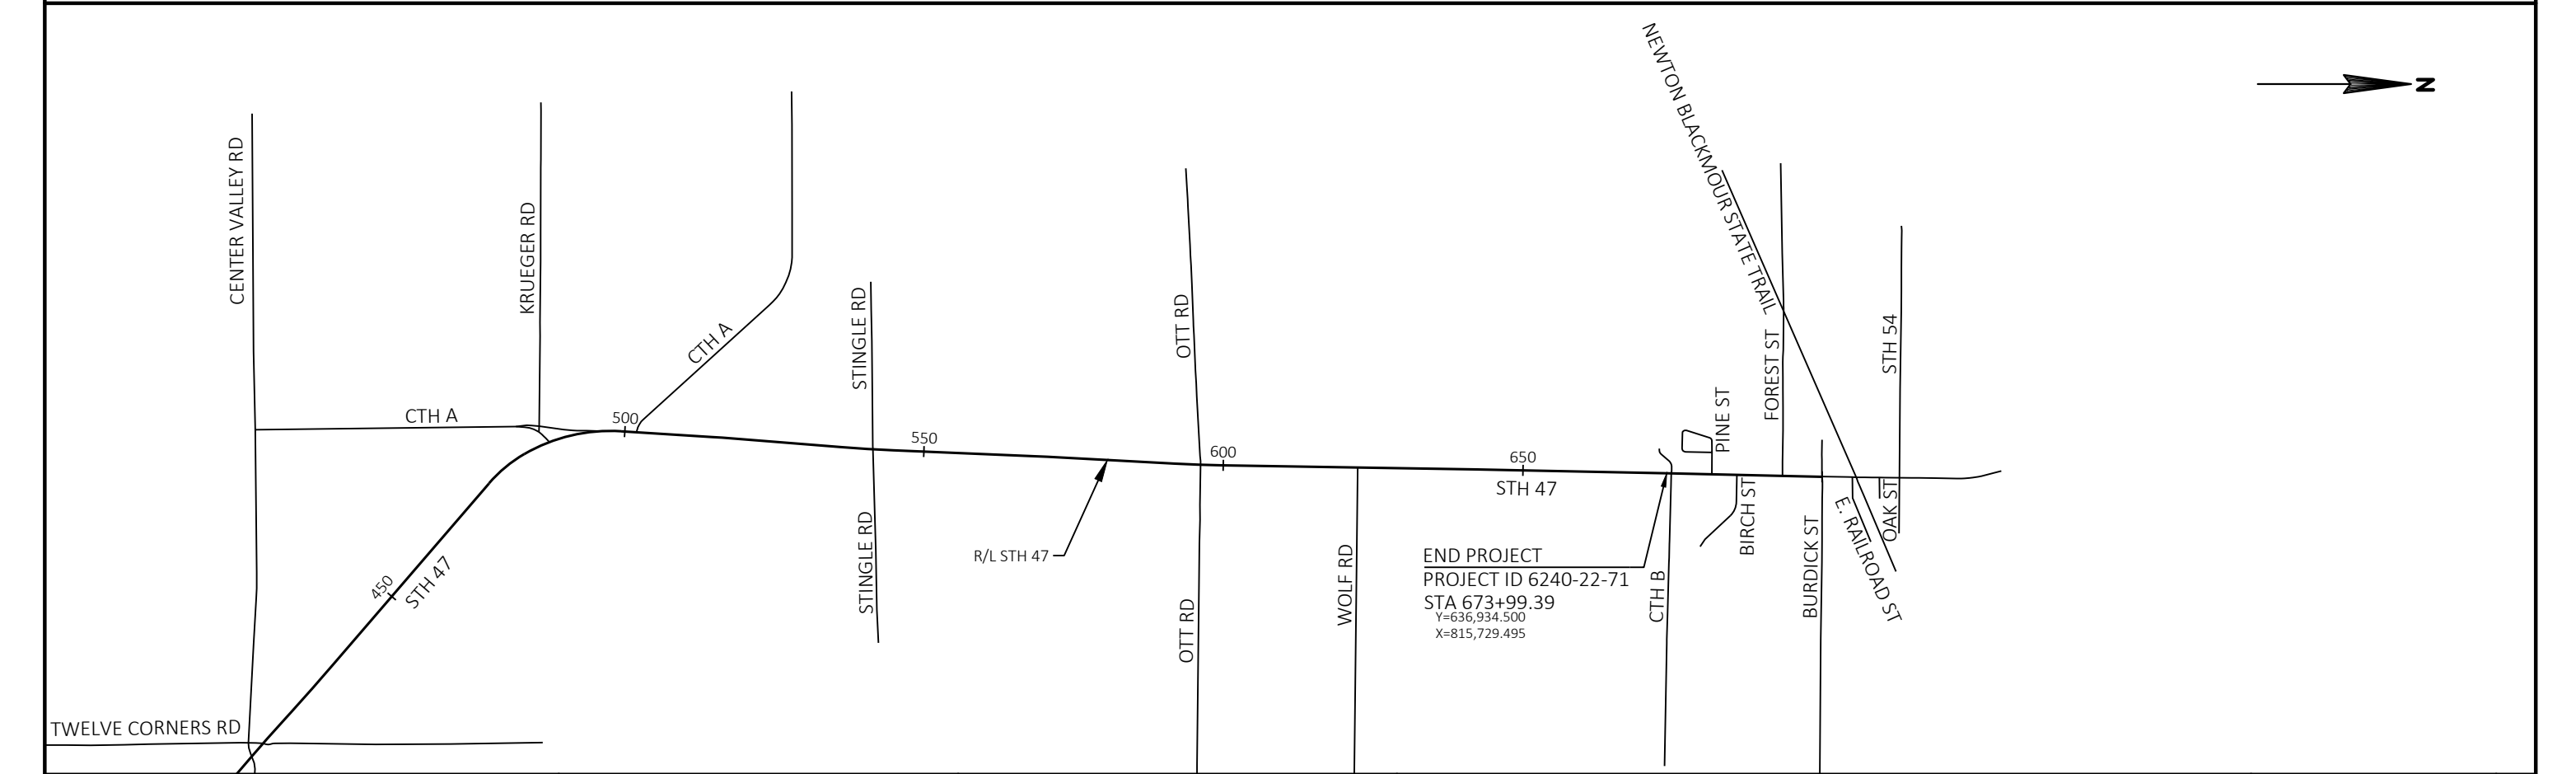 NEWTON BLACKMOUR STATE TRAIL
N
CENTER VALLEY RD
KRUEGER RD
CTH A
STINGLE RD
OTT RD
FOREST ST
STH 54
CTH A
500
550
600
650
PINE ST
STH 47
450
STH 47
STINGLE RD
R/L STH 47
OTT RD
WOLF RD
END PROJECT
PROJECT ID 6240-22-71
STA 673+99.39
Y=636,934.500
X=815,729.495
CTH B
BIRCH ST
BURDICK ST
E. RAILROAD ST
OAK ST
TWELVE CORNERS RD